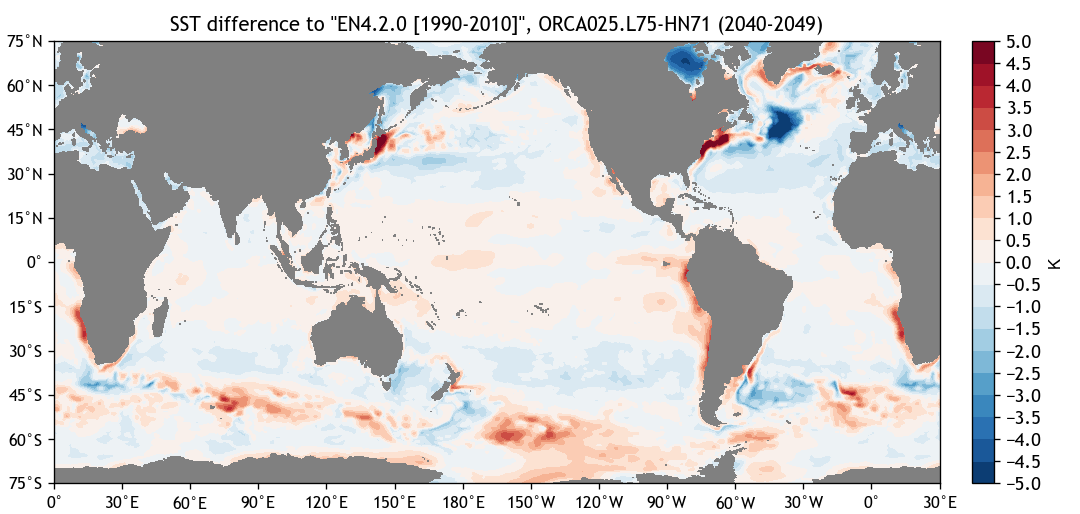 SST difference to "EN4.2.0 [1990-2010]", ORCA025.L75-HN71 (2040-2049)
75°N
60°N
45°N
30°N
15°N
0°
15°S
30°S
45°S
60°S
75°S
0° 30°E 60°E 90°E 120°E 150°E 180°E 150°W 120°W 90°W 60°W 30°W 0° 30°E
5.0
4.5
4.0
3.5
3.0
2.5
2.0
1.5
1.0
0.5
0.0
−0.5
−1.0
−1.5
−2.0
−2.5
−3.0
−3.5
−4.0
−4.5
−5.0
K